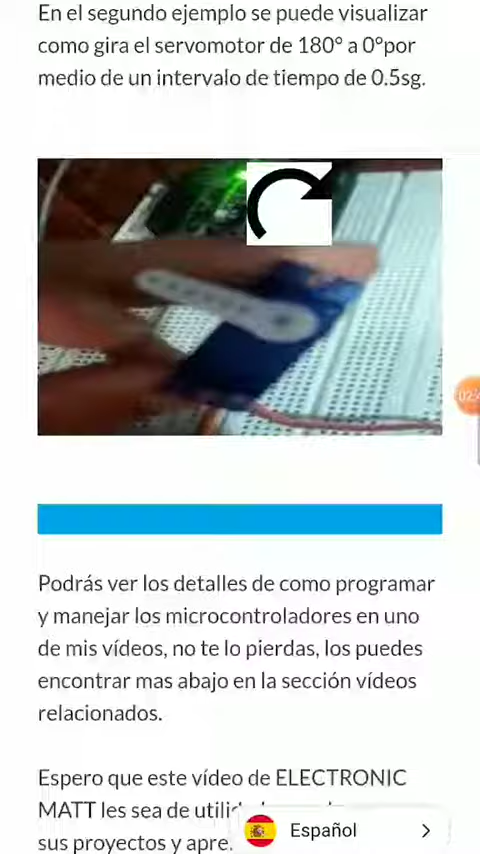 En el segundo ejemplo se puede visualizar
como gira el servomotor de 180° a 0°por
medio de un intervalo de tiempo de 0.5sg.
Podrás ver los detalles de como programar
y manejar los microcontroladores en uno
de mis vídeos, no te lo pierdas, los puedes
encontrar mas abajo en la sección vídeos
relacionados.
Espero que este vídeo de ELECTRONIC
MATT les sea de
sus proyectos y apre.
Español